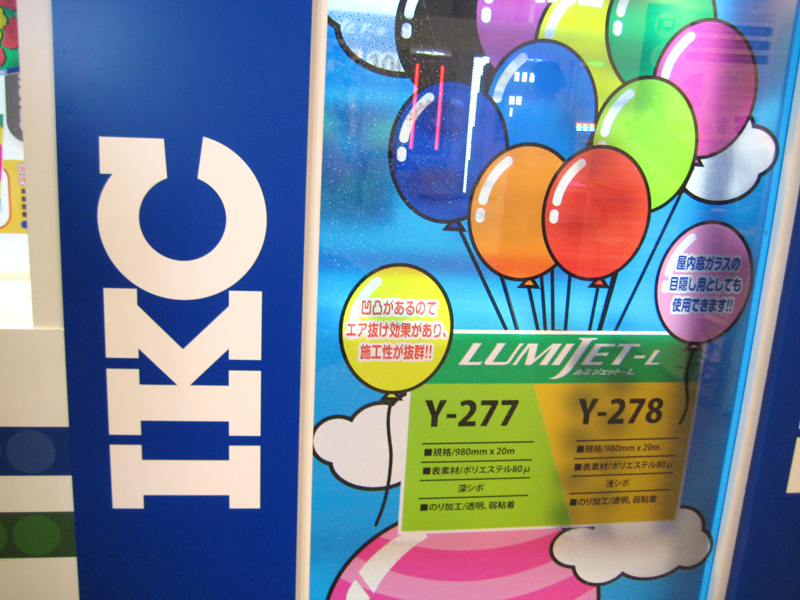 IKC
凹凸があるので
エア抜け効果があり、
施工性が抜群!!
屋内窓ガラスの
目隠し用としても
使用できます!!
LUMIJET-L
ルミジェット-L
Y-277
■規格/980mm x 20m
■表素材/ポリエステル80μ
深シボ
■のり加工/透明、弱粘着
Y-278
■規格/980mm x 20m
■表素材/ポリエステル80μ
浅シボ
■のり加工/透明、弱粘着